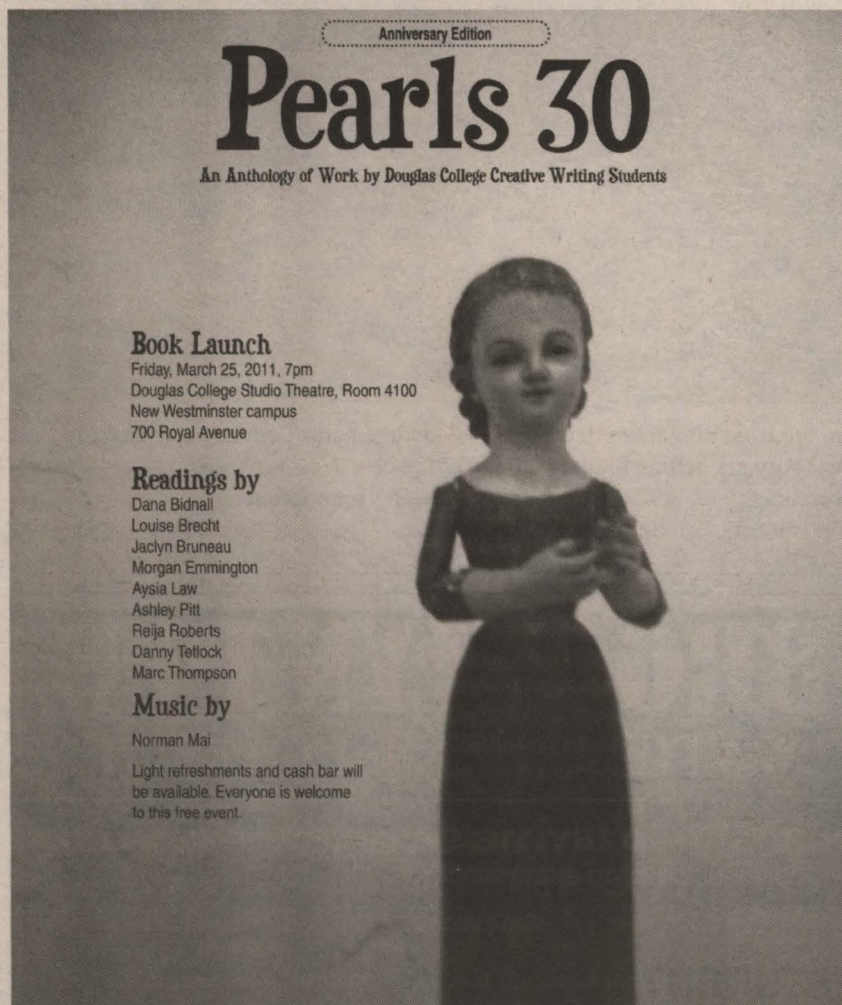 Anniversary Edition
Pearls 30
An Anthology of Work by Douglas College Creative Writing Students
Book Launch
Friday, March 25, 2011, 7pm
Douglas College Studio Theatre, Room 4100
New Westminster campus
700 Royal Avenue
Readings by
Dana Bidnall
Louise Brecht
Jaclyn Bruneau
Morgan Emmington
Aysia Law
Ashley Pitt
Reija Roberts
Danny Tetlock
Marc Thompson
Music by
Norman Mai
Light refreshments and cash bar will
be available. Everyone is welcome
to this free event.